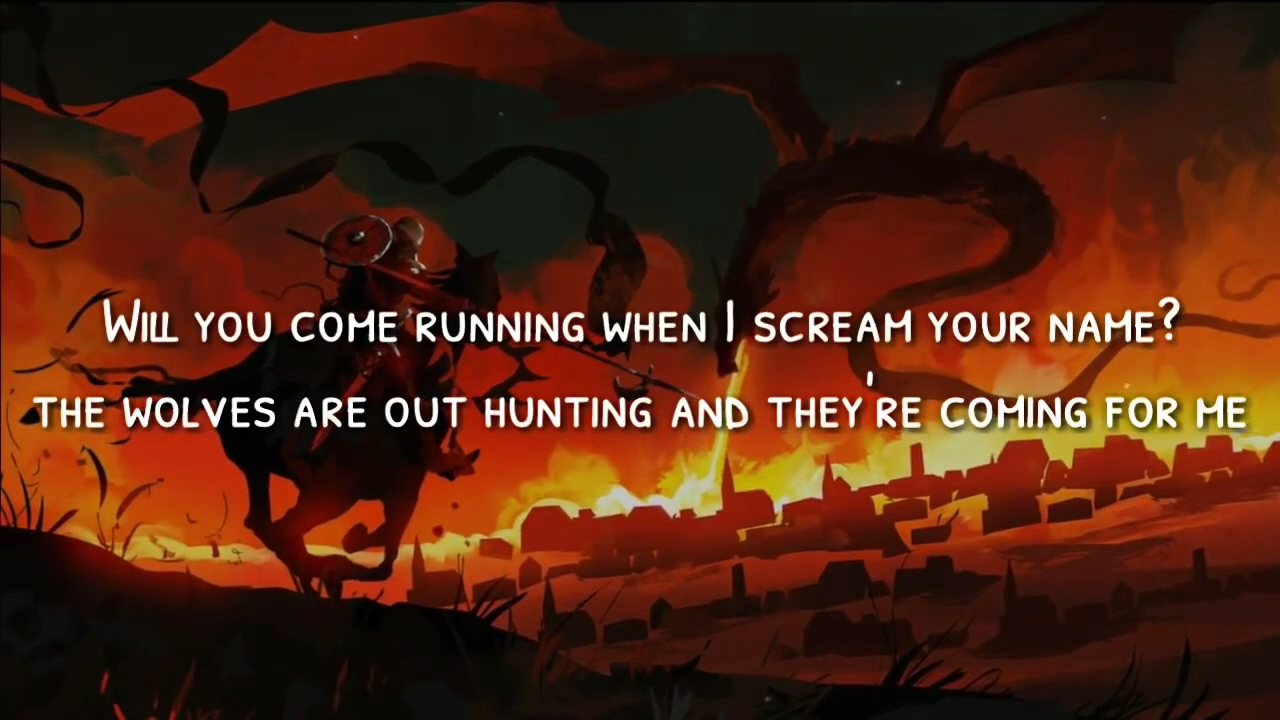 Will you come running when I scream your name?
the wolves are out hunting and they're coming for me